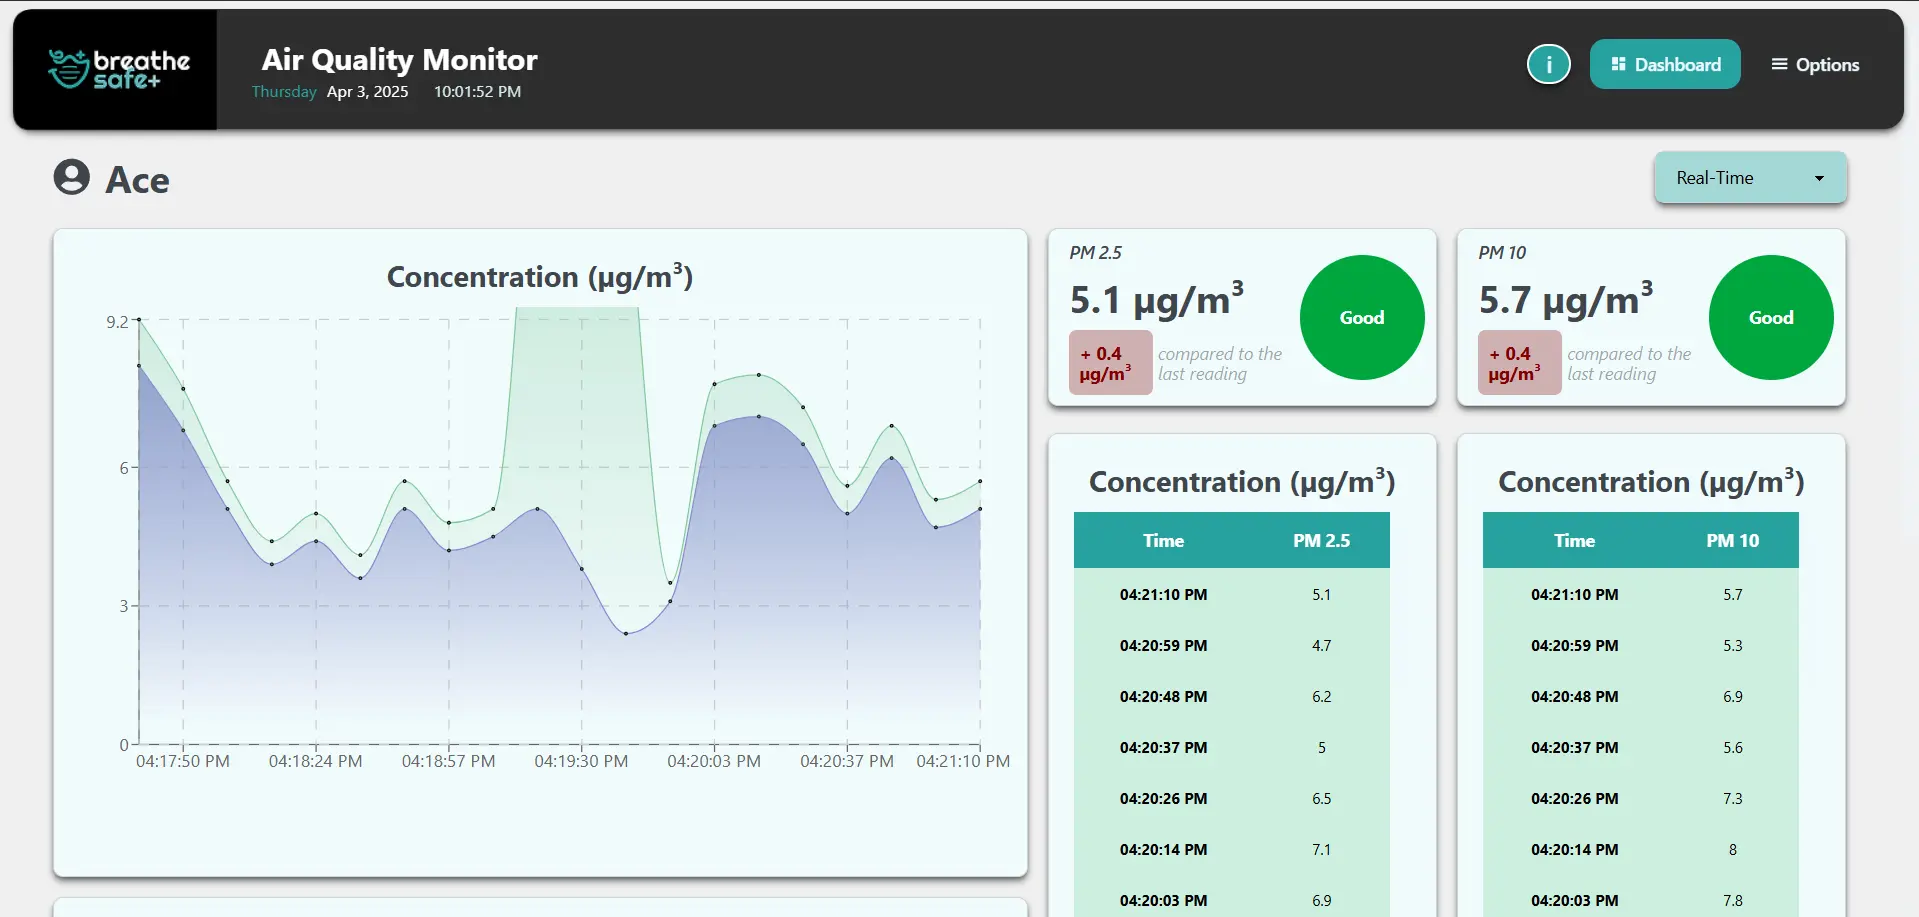 breathe
safe+
Air Quality Monitor
Thursday Apr 3, 2025 10:01:52 PM
i
Dashboard
Options
Ace
Real-Time
Concentration (µg/m³)
9.2
6
3
0
04:17:50 PM 04:18:24 PM 04:18:57 PM 04:19:30 PM 04:20:03 PM 04:20:37 PM 04:21:10 PM
PM 2.5
5.1 µg/m³
+ 0.4
µg/m³
compared to the
last reading
Good
PM 10
5.7 µg/m³
+ 0.4
µg/m³
compared to the
last reading
Good
Concentration (µg/m³)
Time PM 2.5
04:21:10 PM 5.1
04:20:59 PM 4.7
04:20:48 PM 6.2
04:20:37 PM 5
04:20:26 PM 6.5
04:20:14 PM 7.1
04:20:03 PM 6.9
Concentration (µg/m³)
Time PM 10
04:21:10 PM 5.7
04:20:59 PM 5.3
04:20:48 PM 6.9
04:20:37 PM 5.6
04:20:26 PM 7.3
04:20:14 PM 8
04:20:03 PM 7.8